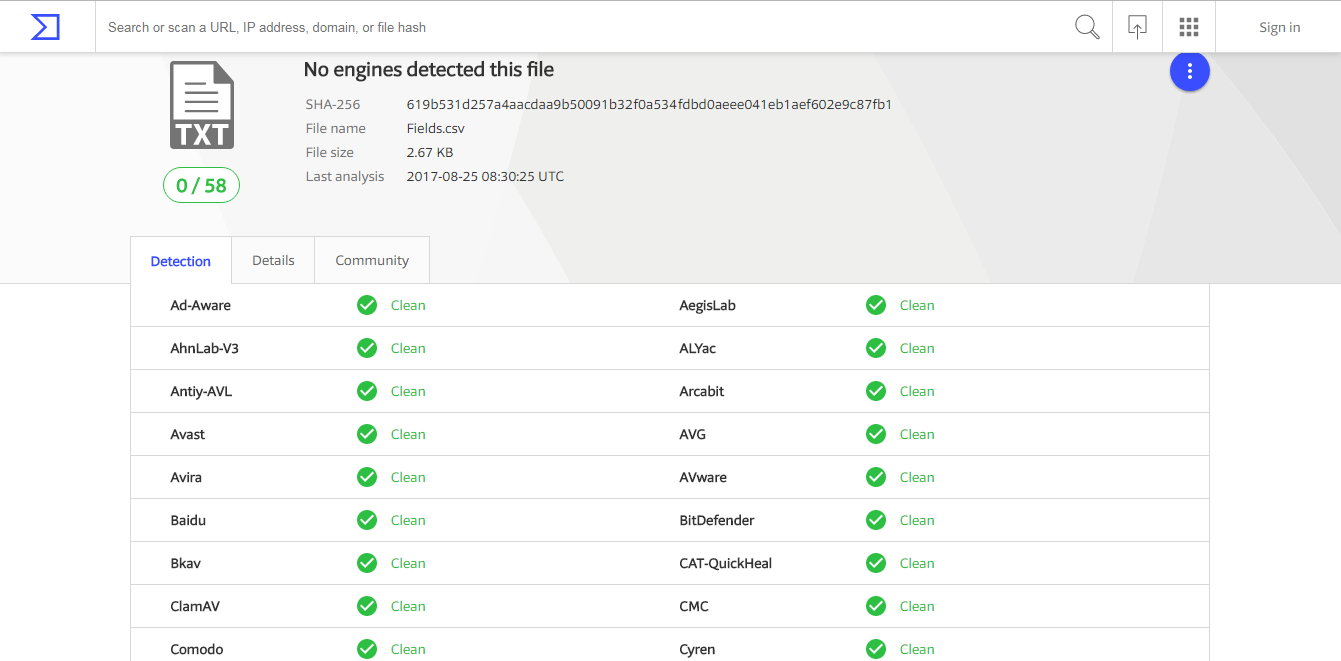 Search or scan a URL, IP address, domain, or file hash
Sign in
TXT
0 / 58
No engines detected this file
SHA-256 619b531d257a4aacdaa9b50091b32f0a534fdbd0aeee041eb1aef602e9c87fb1
File name Fields.csv
File size 2.67 KB
Last analysis 2017-08-25 08:30:25 UTC
Detection Details Community
Ad-Aware Clean AegisLab Clean
AhnLab-V3 Clean ALYac Clean
Antiy-AVL Clean Arcabit Clean
Avast Clean AVG Clean
Avira Clean AVware Clean
Baidu Clean BitDefender Clean
Bkav Clean CAT-QuickHeal Clean
ClamAV Clean CMC Clean
Comodo Clean Cyren Clean